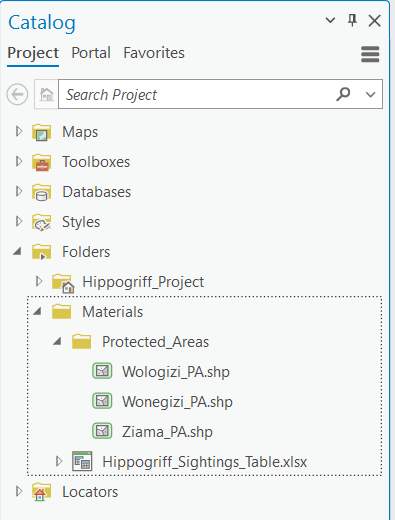 Catalog
Project Portal Favorites
Search Project
Maps
Toolboxes
Databases
Styles
Folders
Hippogriff_Project
Materials
Protected_Areas
Wologizi_PA.shp
Wonegizi_PA.shp
Ziama_PA.shp
Hippogriff_Sightings_Table.xlsx
Locators